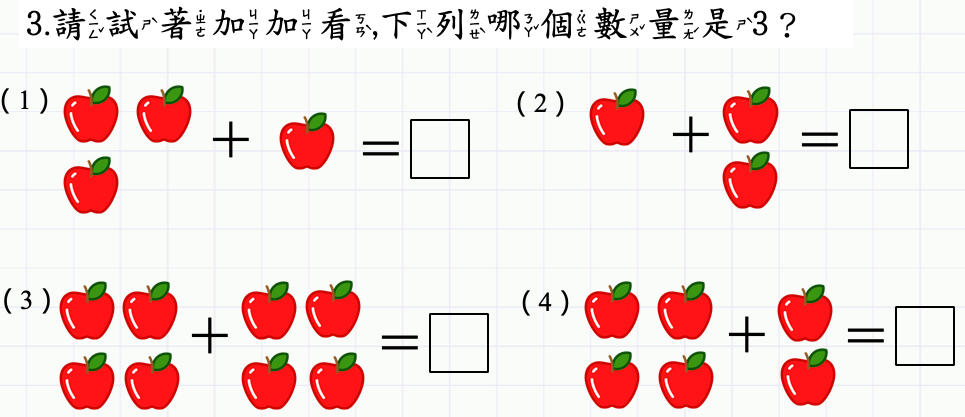 3.請ㄑㄧㄥˇ試ㄕˋ著ㄓㄜ˙加ㄐㄧㄚ加ㄐㄧㄚ看ㄎㄢˋ,下ㄒㄧㄚˋ列ㄌㄧㄝˋ哪ㄋㄚˇ個ㄍㄜ˙數ㄕㄨˋ量ㄌㄧㄤˋ是ㄕˋ3？
(1) + =
(2) + =
(3) + =
(4) + =